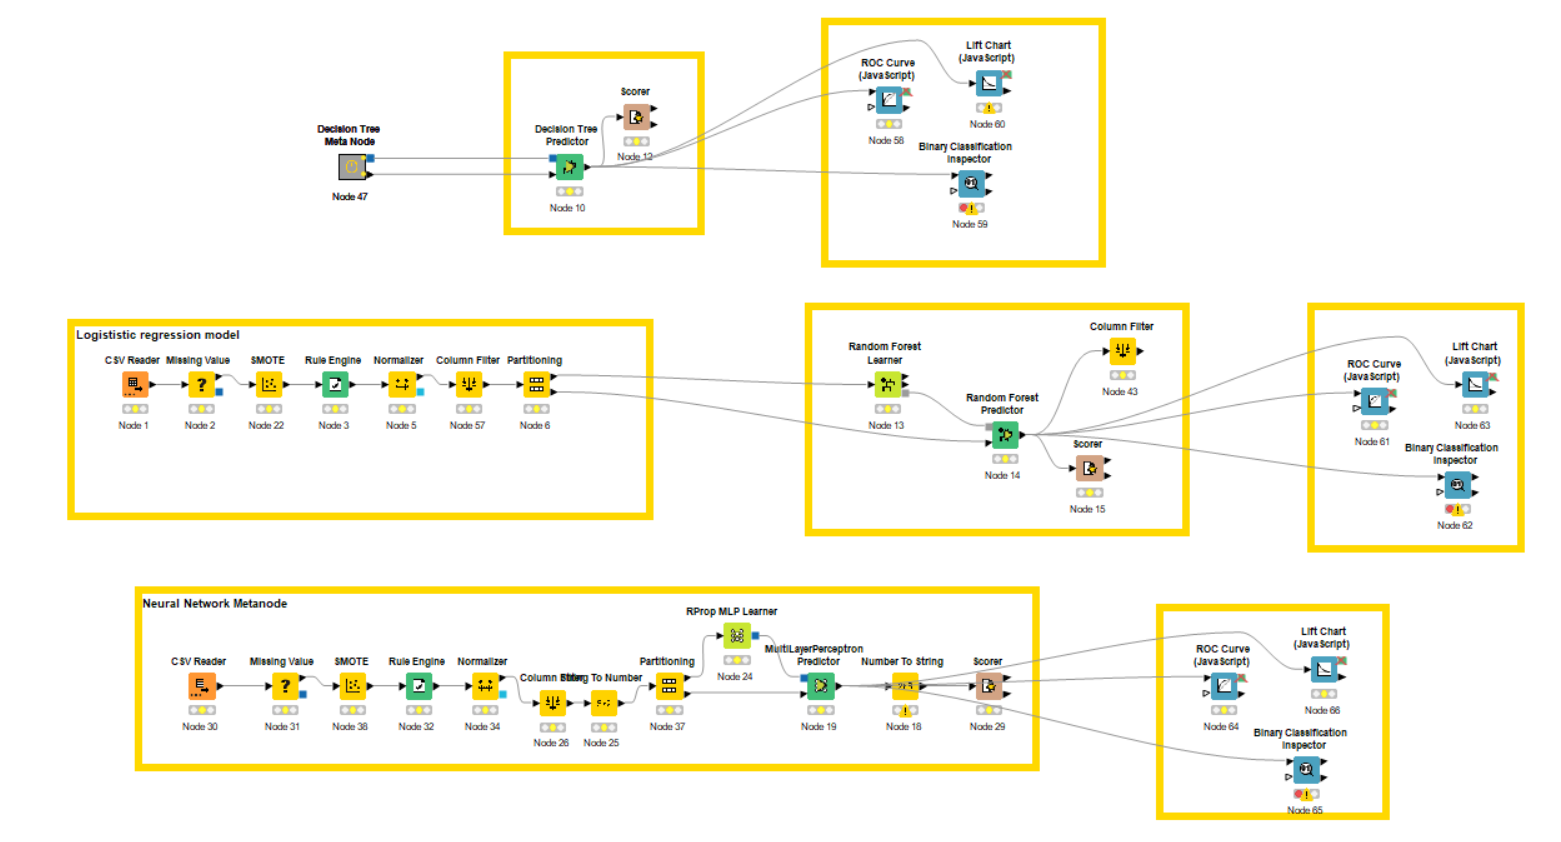 Decision Tree
Meta Node
Node 47
Decision Tree
Predictor
Node 10
Scorer
Node 12
ROC Curve
(JavaScript)
Node 58
Lift Chart
(JavaScript)
Node 60
Binary Classification
Inspector
Node 59
Logististic regression model
CSV Reader
Node 1
Missing Value
Node 2
SMOTE
Node 22
Rule Engine
Node 3
Normalizer
Node 5
Column Filter
Node 57
Partitioning
Node 6
Random Forest
Learner
Node 13
Random Forest
Predictor
Node 14
Column Filter
Node 43
Scorer
Node 15
ROC Curve
(JavaScript)
Node 61
Lift Chart
(JavaScript)
Node 63
Binary Classification
Inspector
Node 62
Neural Network Metanode
CSV Reader
Node 30
Missing Value
Node 31
SMOTE
Node 38
Rule Engine
Node 32
Normalizer
Node 34
Column Filter
Node 26
String To Number
Node 25
Partitioning
Node 37
RProp MLP Learner
Node 24
MultiLayerPerceptron
Predictor
Node 19
Number To String
Node 18
Scorer
Node 29
ROC Curve
(JavaScript)
Node 64
Lift Chart
(JavaScript)
Node 66
Binary Classification
Inspector
Node 65